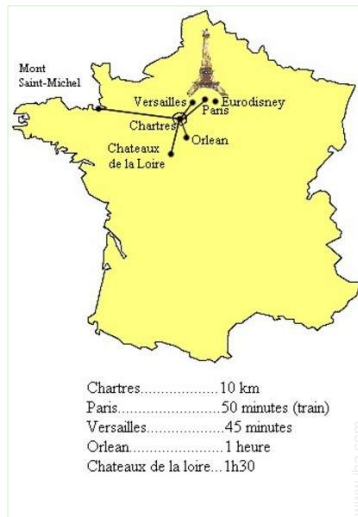 Mont
Saint-Michel
Versailles
Eurodisney
Paris
Chartres
Orlean
Chateaux
de la Loire
Chartres....................10 km
Paris..........................50 minutes (train)
Versailles..................45 minutes
Orlean.......................1 heure
Chateaux de la loire...1h30